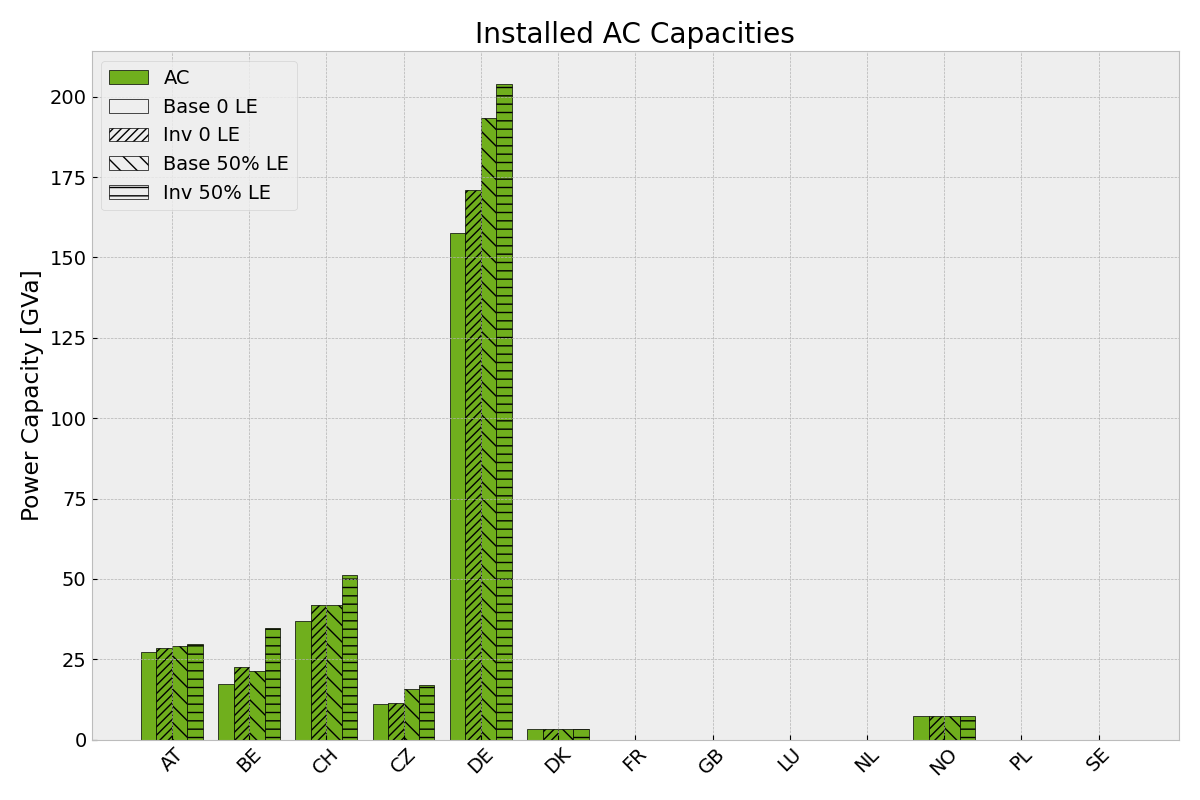 Installed AC Capacities
AC
Base 0 LE
Inv 0 LE
Base 50% LE
Inv 50% LE
Power Capacity [GVa]
200
175
150
125
100
75
50
25
0
AT BE CH CZ DE DK FR GB LU NL NO PL SE